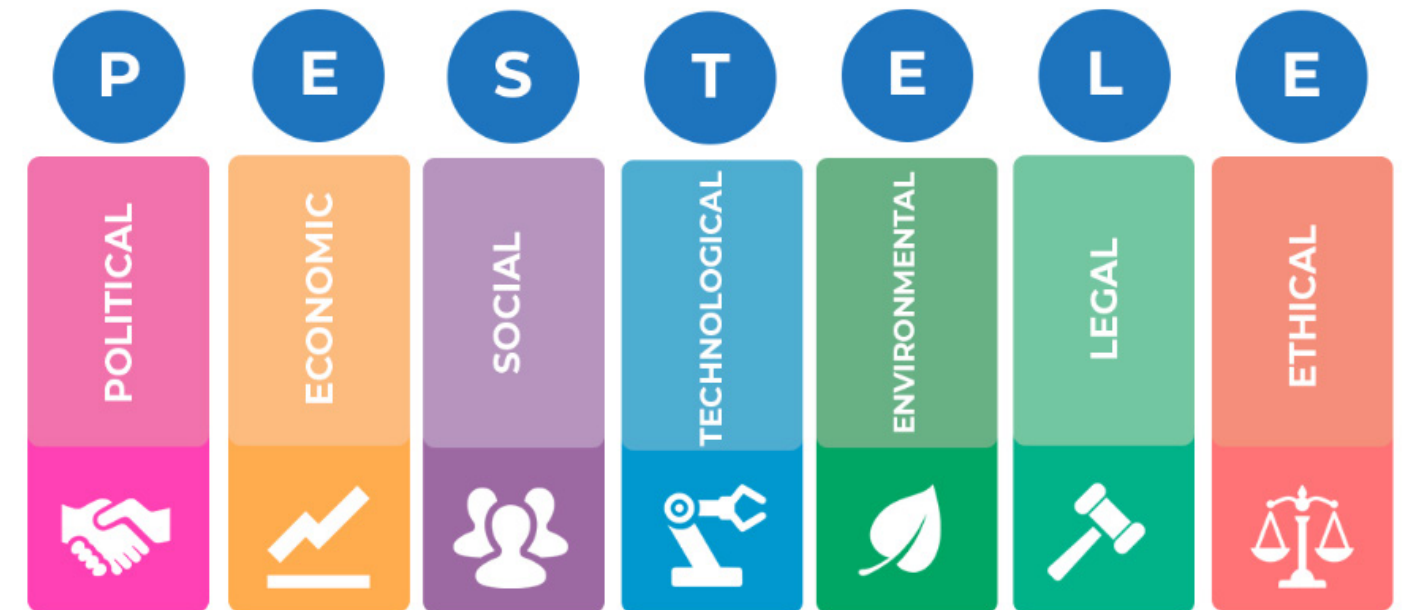 P E S T E L E
POLITICAL
ECONOMIC
SOCIAL
TECHNOLOGICAL
ENVIRONMENTAL
LEGAL
ETHICAL